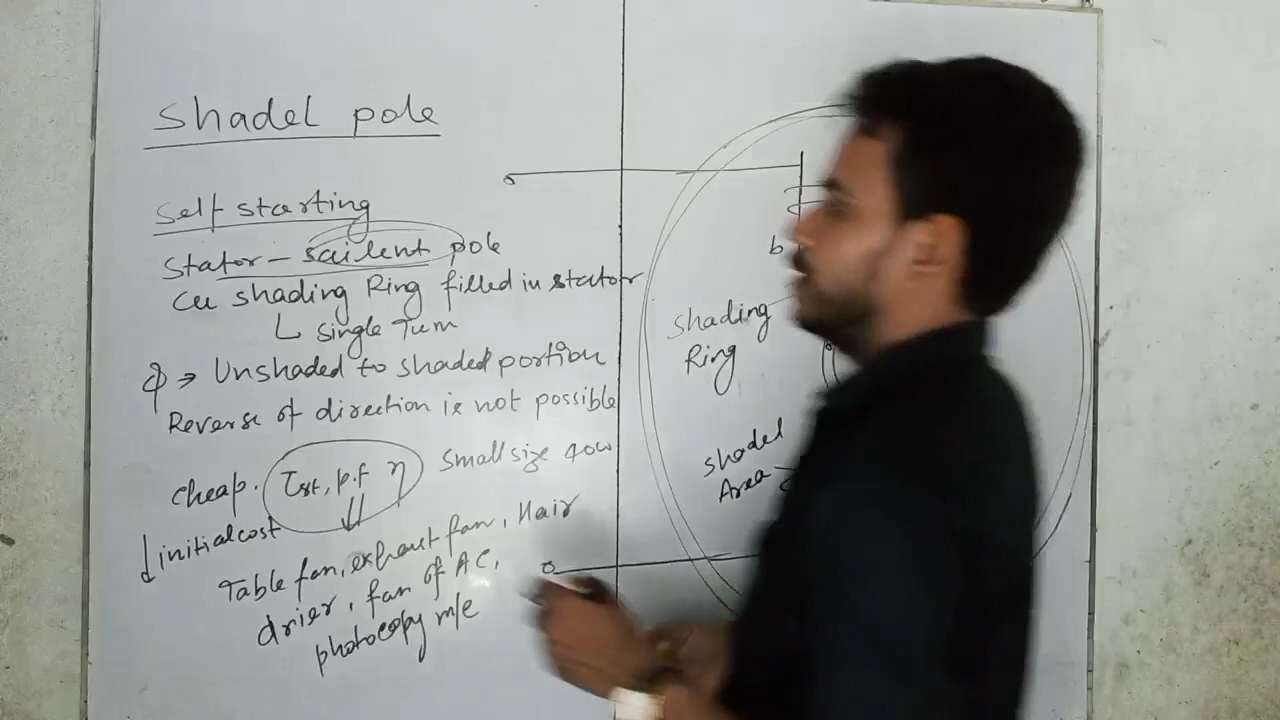 Shaded pole
Self starting
Stator - sailent pole
Cu shading Ring filled in stator
↳ single Turn
φ ⇒ Unshaded to shaded portion
Reverse of direction is not possible
cheap. Tst, p.f η small size 40w
↓ initial cost
Table fan, exhaust fan, Hair
drier, fan of AC,
photocopy m/c
b
shading
Ring
shaded
Area